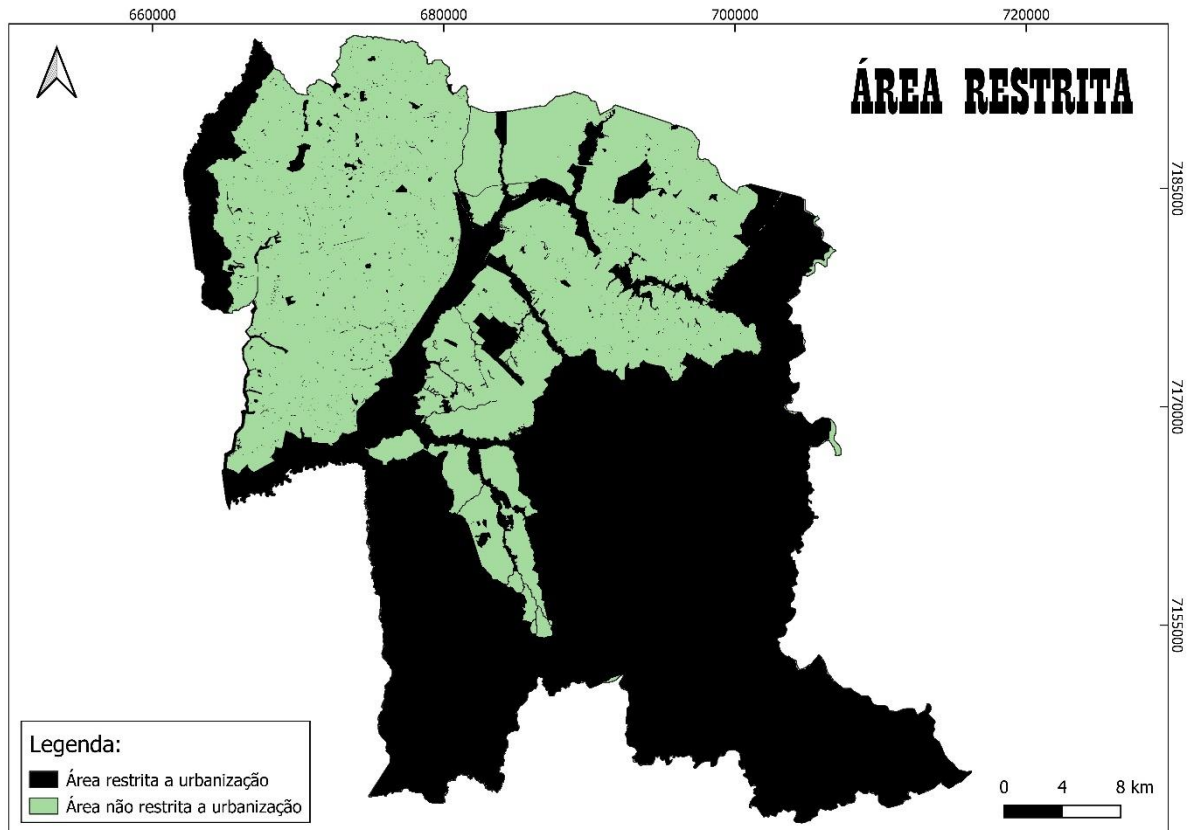 660000
680000
700000
720000
ÁREA RESTRITA
7185000
7170000
7155000
Legenda:
Área restrita a urbanização
Área não restrita a urbanização
0 4 8 km